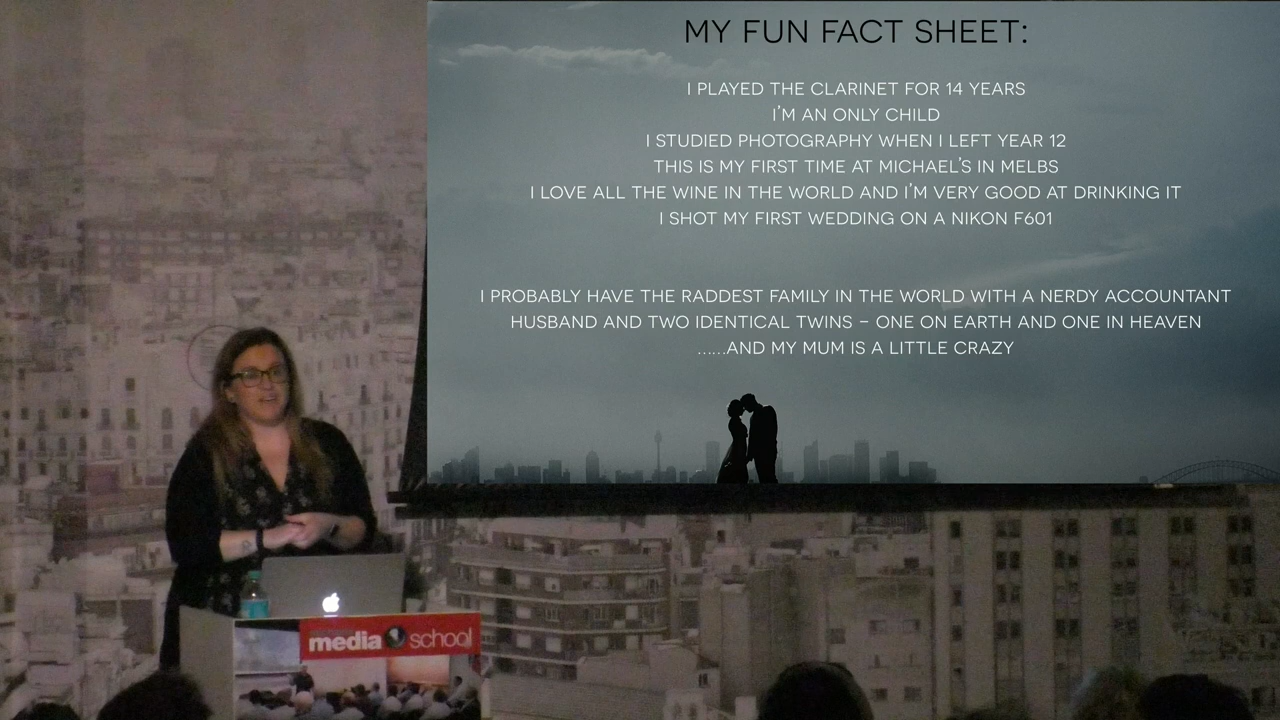 MY FUN FACT SHEET:
I PLAYED THE CLARINET FOR 14 YEARS
I'M AN ONLY CHILD
I STUDIED PHOTOGRAPHY WHEN I LEFT YEAR 12
THIS IS MY FIRST TIME AT MICHAEL'S IN MELBS
I LOVE ALL THE WINE IN THE WORLD AND I'M VERY GOOD AT DRINKING IT
I SHOT MY FIRST WEDDING ON A NIKON F601
I PROBABLY HAVE THE RADDEST FAMILY IN THE WORLD WITH A NERDY ACCOUNTANT
HUSBAND AND TWO IDENTICAL TWINS – ONE ON EARTH AND ONE IN HEAVEN
......AND MY MUM IS A LITTLE CRAZY
media school